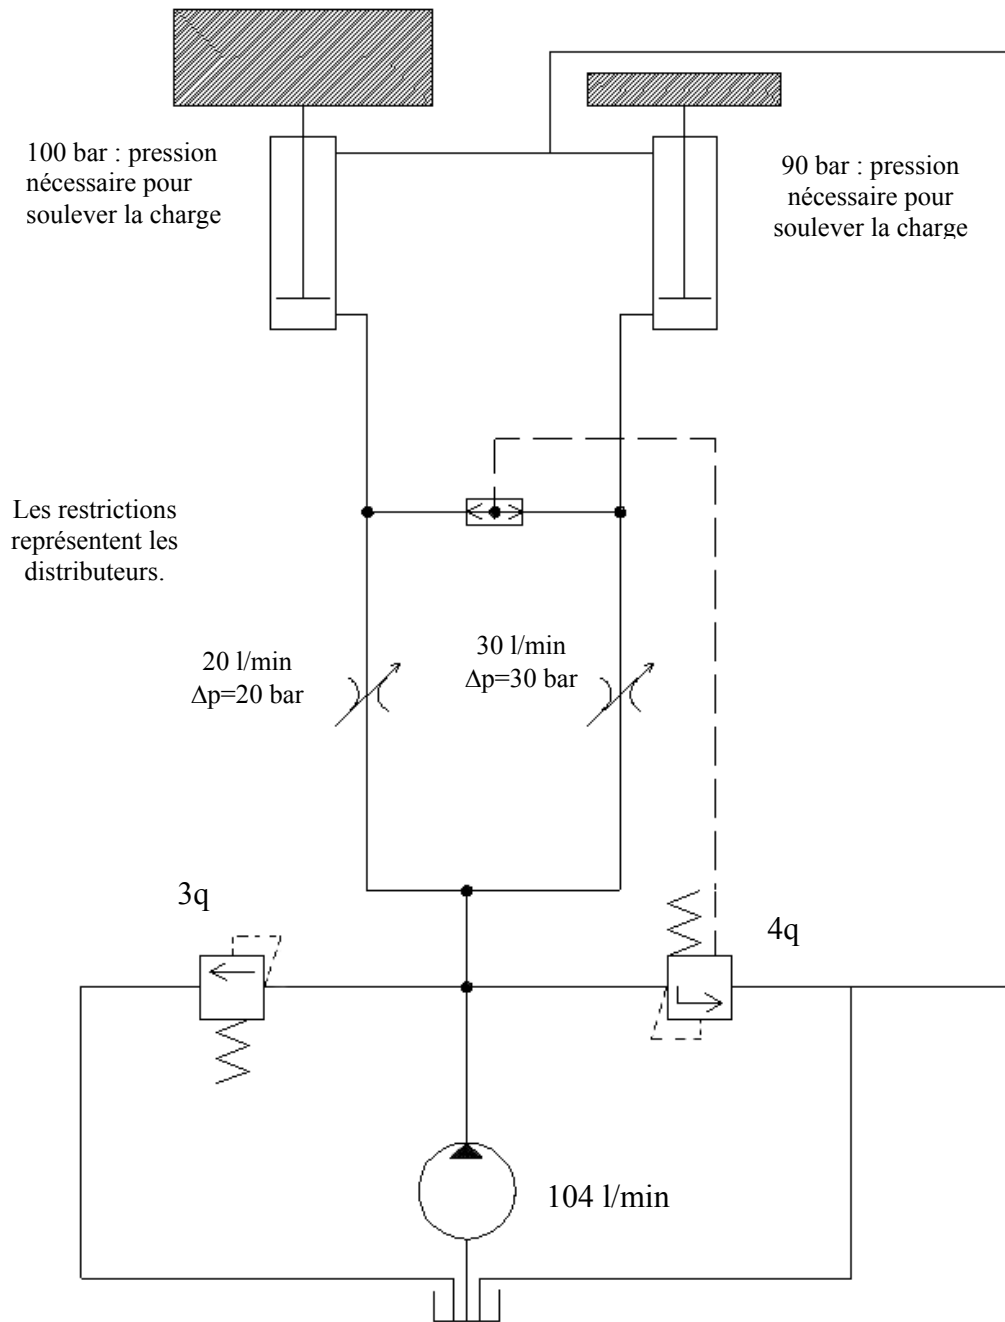 100 bar : pression
nécessaire pour
soulever la charge
90 bar : pression
nécessaire pour
soulever la charge
Les restrictions
représentent les
distributeurs.
20 l/min
Δp=20 bar
30 l/min
Δp=30 bar
3q
4q
104 l/min